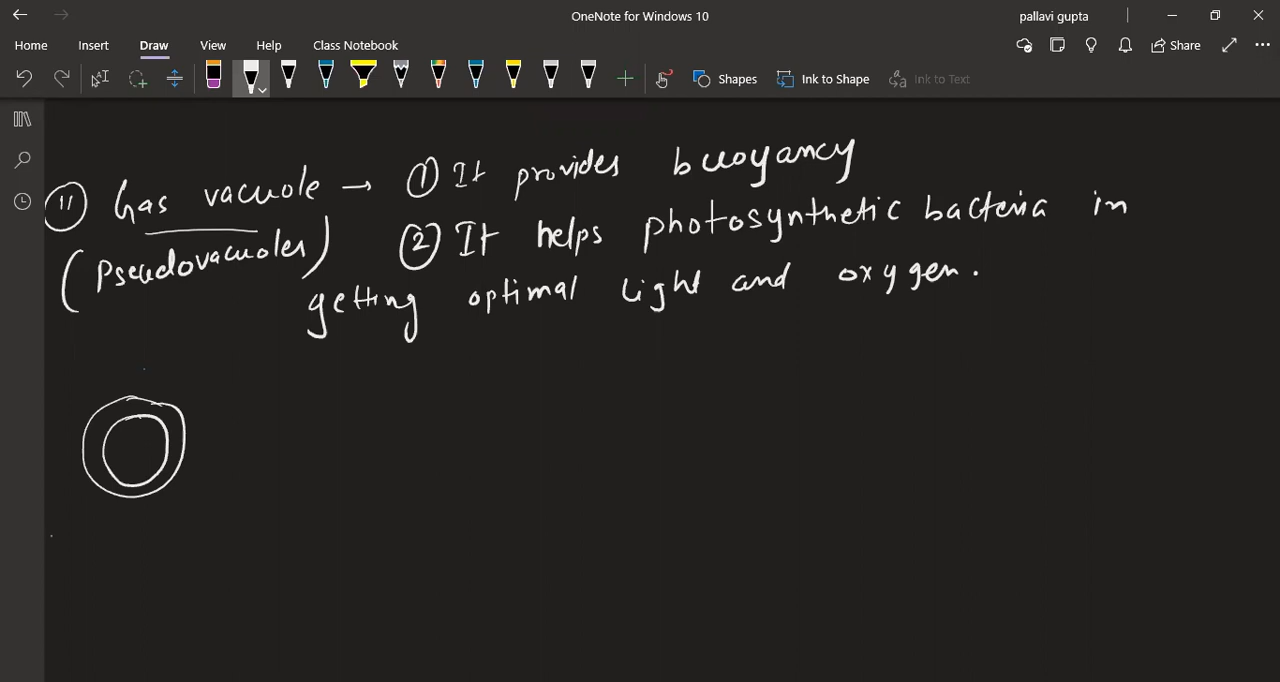 OneNote for Windows 10
pallavi gupta
Home Insert Draw View Help Class Notebook
Share
Shapes Ink to Shape Ink to Text
11 Gas vacuole → ① It provides buoyancy
(Pseudovacuoles) ② It helps photosynthetic bacteria in
getting optimal light and oxygen.